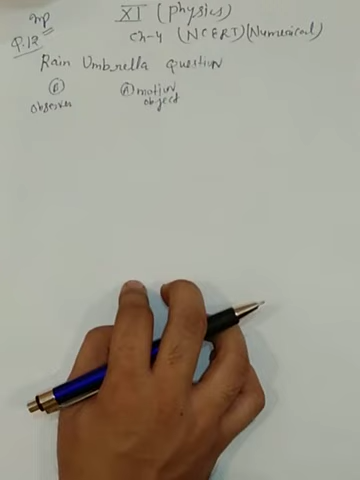 Imp
XI (Physics)
Q.12
Ch-4 (NCERT)(Numerical)
Rain Umbrella question
(B) (A) motion
observer object